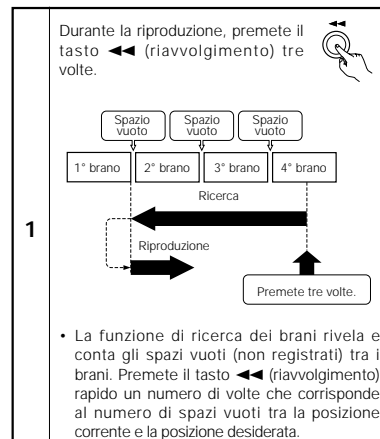 Durante la riproduzione, premete il
tasto ◄◄ (riavvolgimento) tre
volte.
◄◄
Spazio
vuoto
Spazio
vuoto
Spazio
vuoto
1° brano
2° brano
3° brano
4° brano
Ricerca
1
Riproduzione
Premete tre volte.
• La funzione di ricerca dei brani rivela e
conta gli spazi vuoti (non registrati) tra i
brani. Premete il tasto ◄◄ (riavvolgimento)
rapido un numero di volte che corrisponde
al numero di spazi vuoti tra la posizione
corrente e la posizione desiderata.